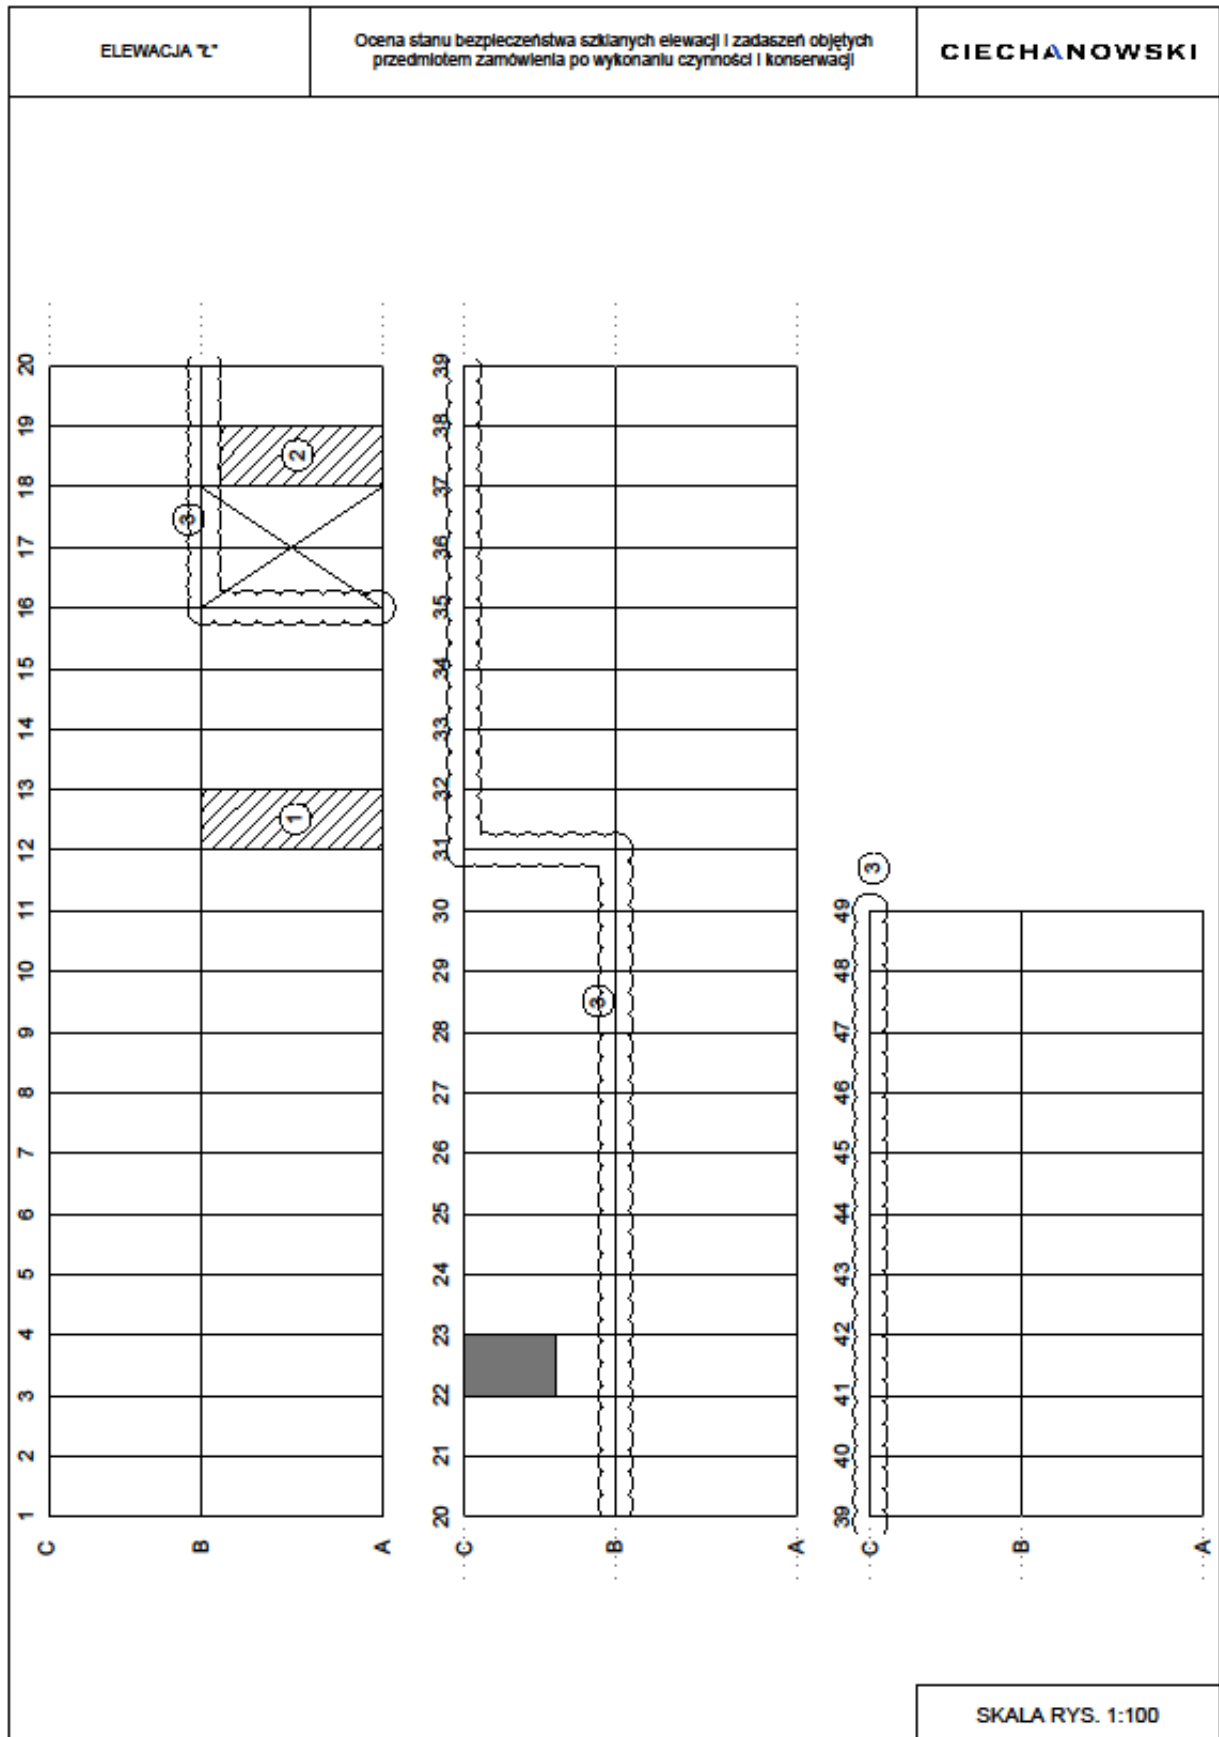 ELEWACJA "Ł"
Ocena stanu bezpieczeństwa szklanych elewacji i zadaszeń objętych
przedmiotem zamówienia po wykonaniu czynności i konserwacji
CIECHANOWSKI
1 2 3 4 5 6 7 8 9 10 11 12 13 14 15 16 17 18 19 20
C
B
A
3
2
1
20 21 22 23 24 25 26 27 28 29 30 31 32 33 34 35 36 37 38 39
C
B
A
3
39 40 41 42 43 44 45 46 47 48 49
C
B
A
3
SKALA RYS. 1:100